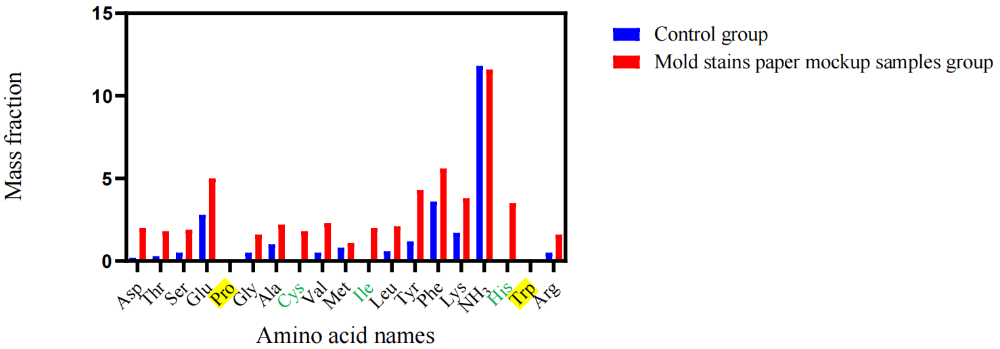 15
10
5
0
Mass fraction
Asp Thr Ser Glu Pro Gly Ala Cys Val Met Ile Leu Tyr Phe Lys NH₃ His Trp Arg
Amino acid names
Control group
Mold stains paper mockup samples group